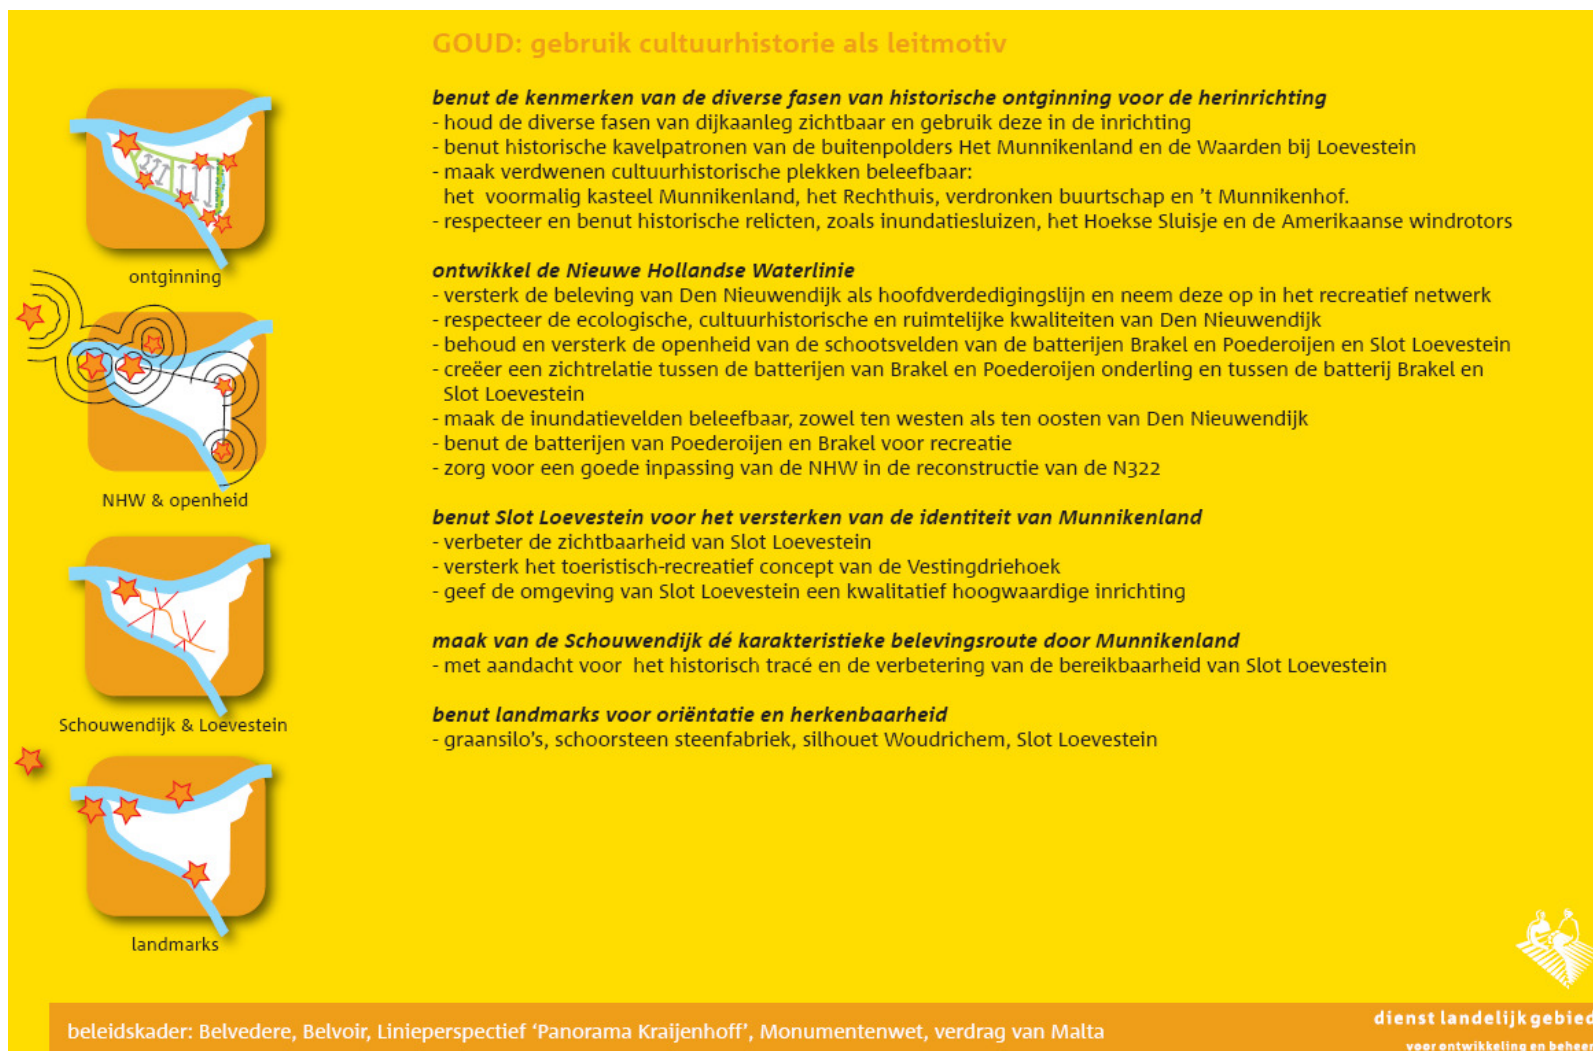 GOUD: gebruik cultuurhistorie als leitmotiv
benut de kenmerken van de diverse fasen van historische ontginning voor de herinrichting
- houd de diverse fasen van dijkaanleg zichtbaar en gebruik deze in de inrichting
- benut historische kavelpatronen van de buitenpolders Het Munnikenland en de Waarden bij Loevestein
- maak verdwenen cultuurhistorische plekken beleefbaar:
het voormalig kasteel Munnikenland, het Rechthuis, verdronken buurtschap en 't Munnikenhof.
- respecteer en benut historische relicten, zoals inundatiesluizen, het Hoekse Sluisje en de Amerikaanse windrotors
ontginning
ontwikkel de Nieuwe Hollandse Waterlinie
- versterk de beleving van Den Nieuwendijk als hoofdverdedigingslijn en neem deze op in het recreatief netwerk
- respecteer de ecologische, cultuurhistorische en ruimtelijke kwaliteiten van Den Nieuwendijk
- behoud en versterk de openheid van de schootsvelden van de batterijen Brakel en Poederoijen en Slot Loevestein
- creëer een zichtrelatie tussen de batterijen van Brakel en Poederoijen onderling en tussen de batterij Brakel en
Slot Loevestein
- maak de inundatievelden beleefbaar, zowel ten westen als ten oosten van Den Nieuwendijk
- benut de batterijen van Poederoijen en Brakel voor recreatie
- zorg voor een goede inpassing van de NHW in de reconstructie van de N322
NHW & openheid
benut Slot Loevestein voor het versterken van de identiteit van Munnikenland
- verbeter de zichtbaarheid van Slot Loevestein
- versterk het toeristisch-recreatief concept van de Vestingdriehoek
- geef de omgeving van Slot Loevestein een kwalitatief hoogwaardige inrichting
maak van de Schouwendijk dé karakteristieke belevingsroute door Munnikenland
- met aandacht voor het historisch tracé en de verbetering van de bereikbaarheid van Slot Loevestein
Schouwendijk & Loevestein
benut landmarks voor oriëntatie en herkenbaarheid
- graansilo's, schoorsteen steenfabriek, silhouet Woudrichem, Slot Loevestein
landmarks
beleidskader: Belvedere, Belvoir, Linieperspectief 'Panorama Kraijenhoff', Monumentenwet, verdrag van Malta
dienst landelijk gebied
voor ontwikkeling en beheer